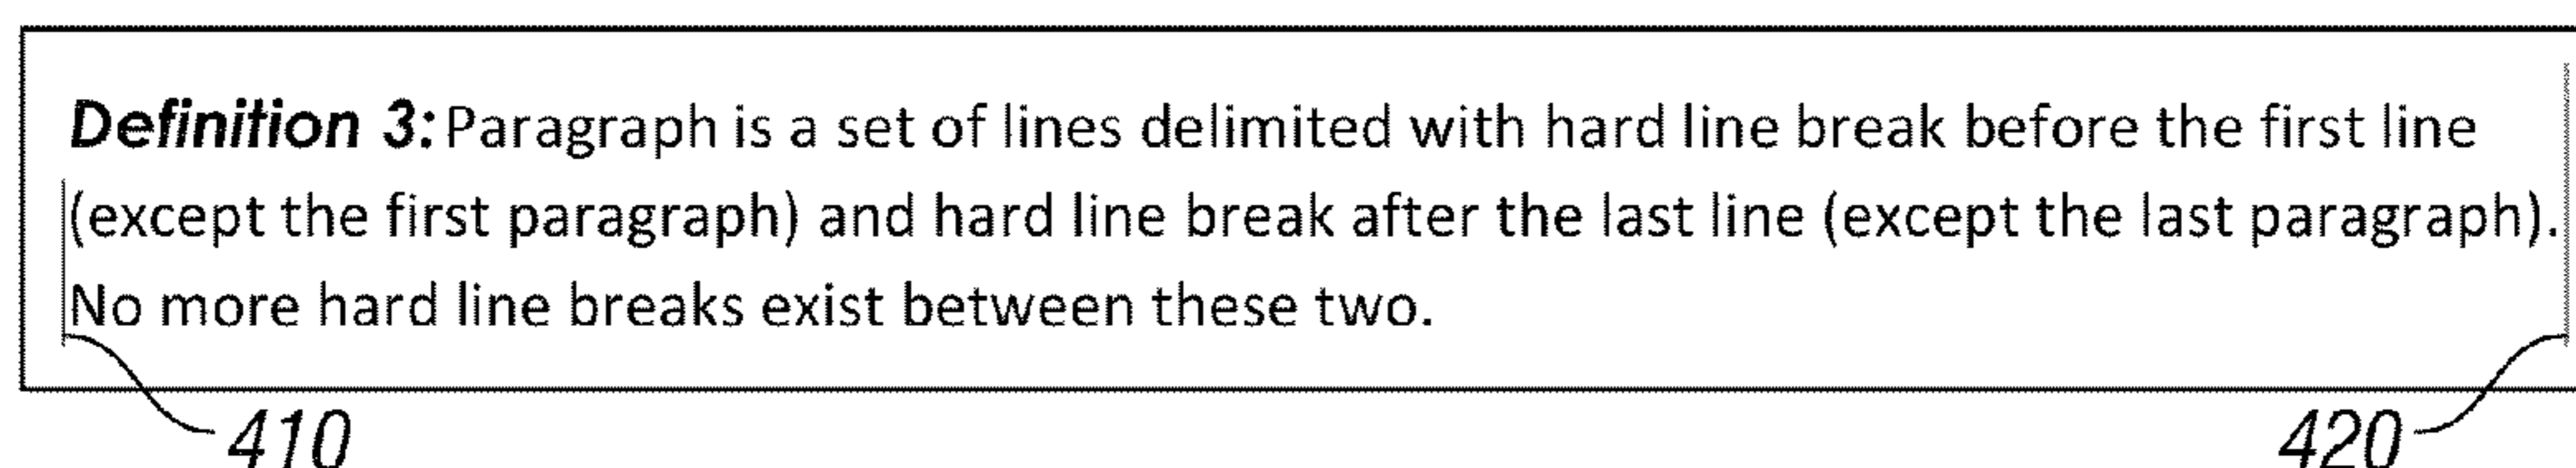 Definition 3: Paragraph is a set of lines delimited with hard line break before the first line
(except the first paragraph) and hard line break after the last line (except the last paragraph).
No more hard line breaks exist between these two.
410
420